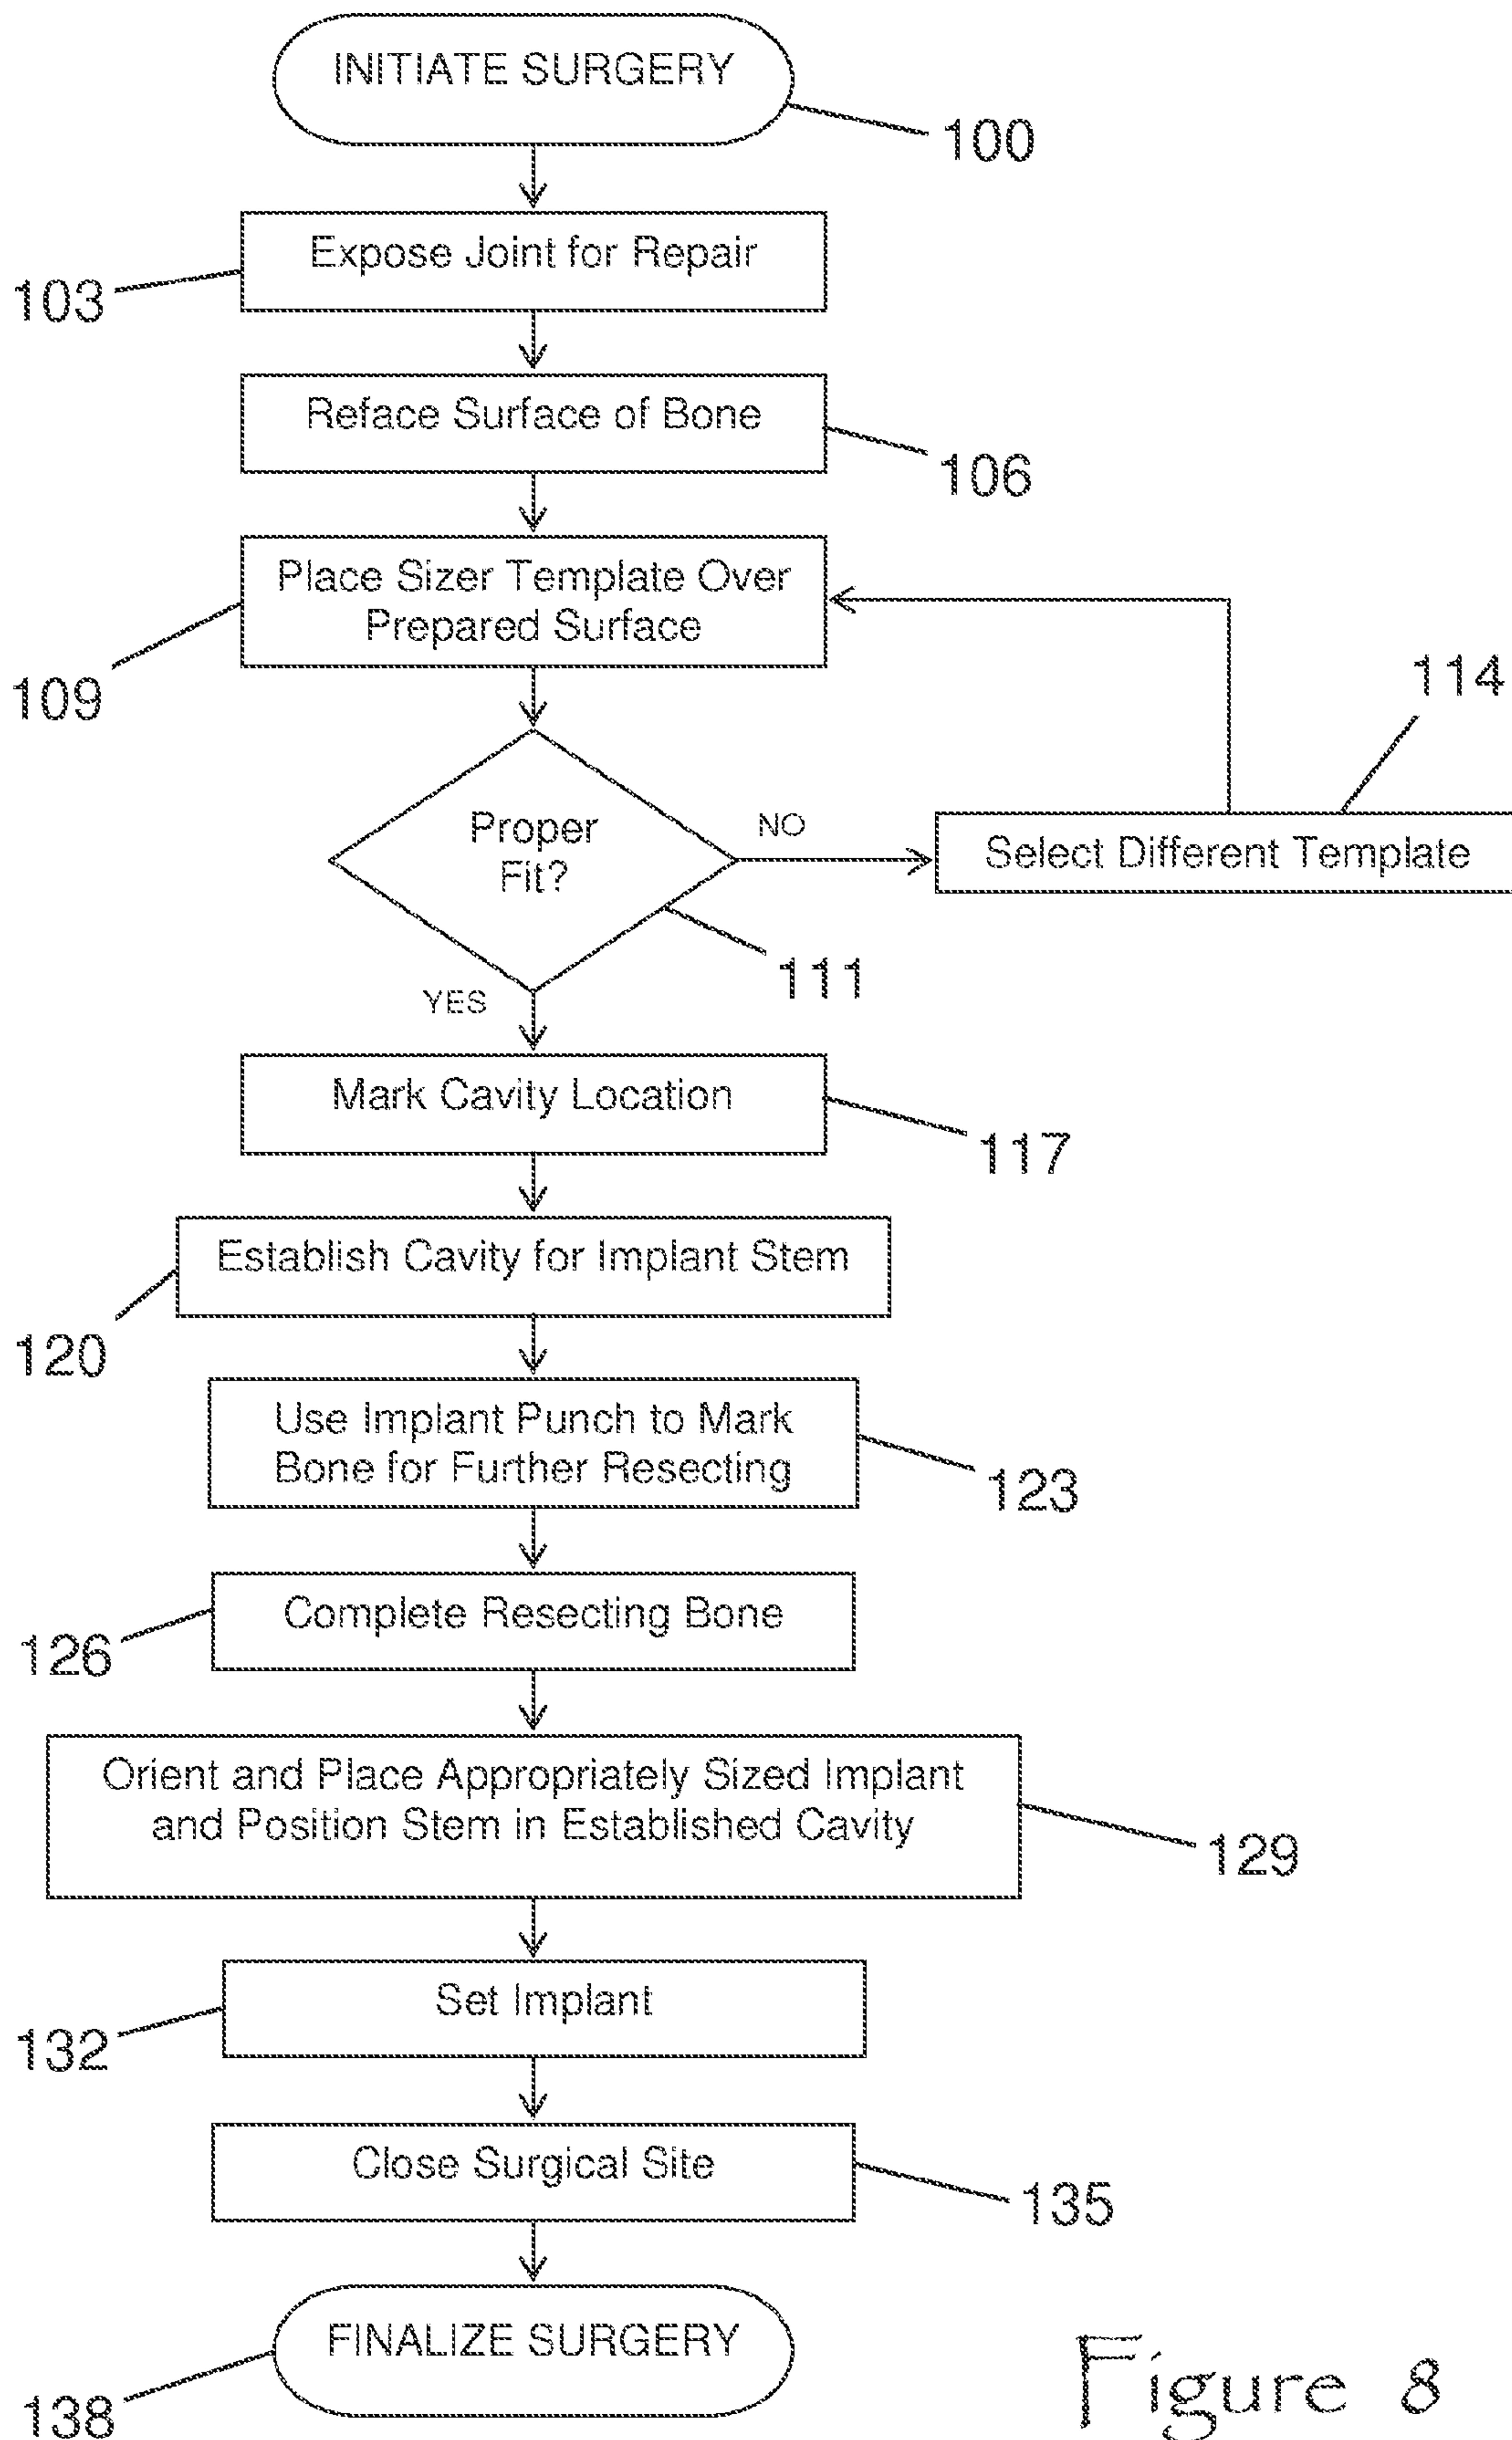 INITIATE SURGERY
100
Expose Joint for Repair
103
Reface Surface of Bone
106
Place Sizer Template Over
Prepared Surface
109
114
Proper
Fit?
NO
Select Different Template
111
YES
Mark Cavity Location
117
Establish Cavity for Implant Stem
120
Use Implant Punch to Mark
Bone for Further Resecting
123
Complete Resecting Bone
126
Orient and Place Appropriately Sized Implant
and Position Stem in Established Cavity
129
Set Implant
132
Close Surgical Site
135
FINALIZE SURGERY
138
Figure 8